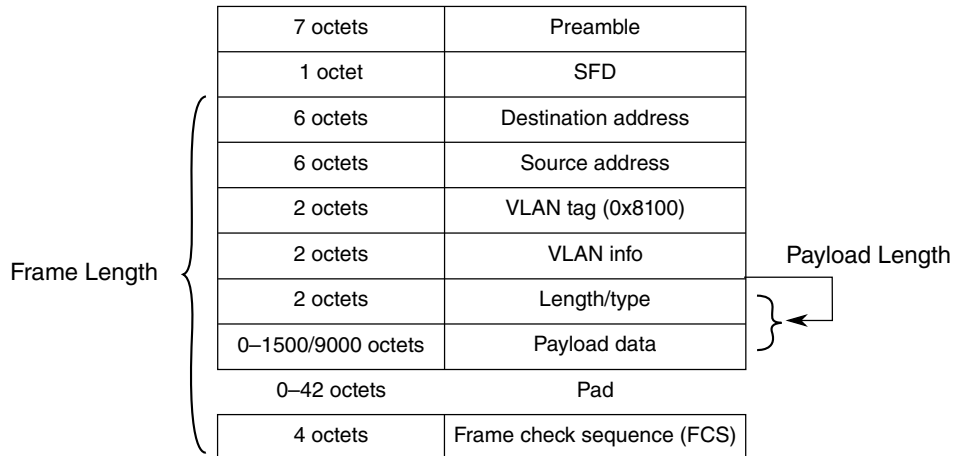 7 octets Preamble
1 octet SFD
6 octets Destination address
6 octets Source address
2 octets VLAN tag (0x8100)
2 octets VLAN info
Frame Length
Payload Length
2 octets Length/type
0–1500/9000 octets Payload data
0–42 octets Pad
4 octets Frame check sequence (FCS)